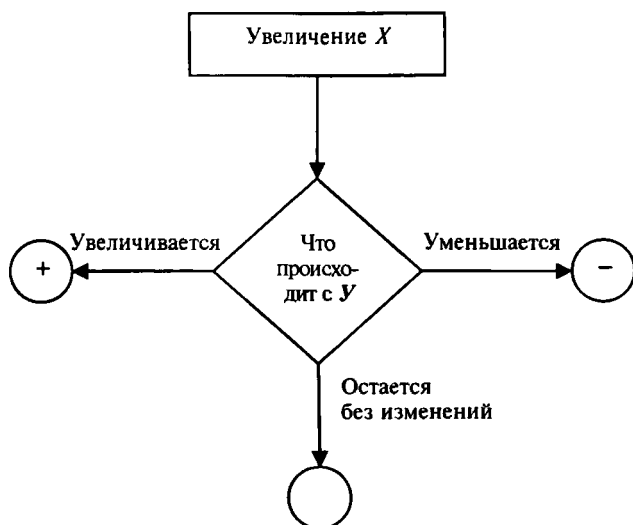 Увеличение X
Увеличивается
Что
происхо-
дит с У
Уменьшается
+
−
Остается
без изменений